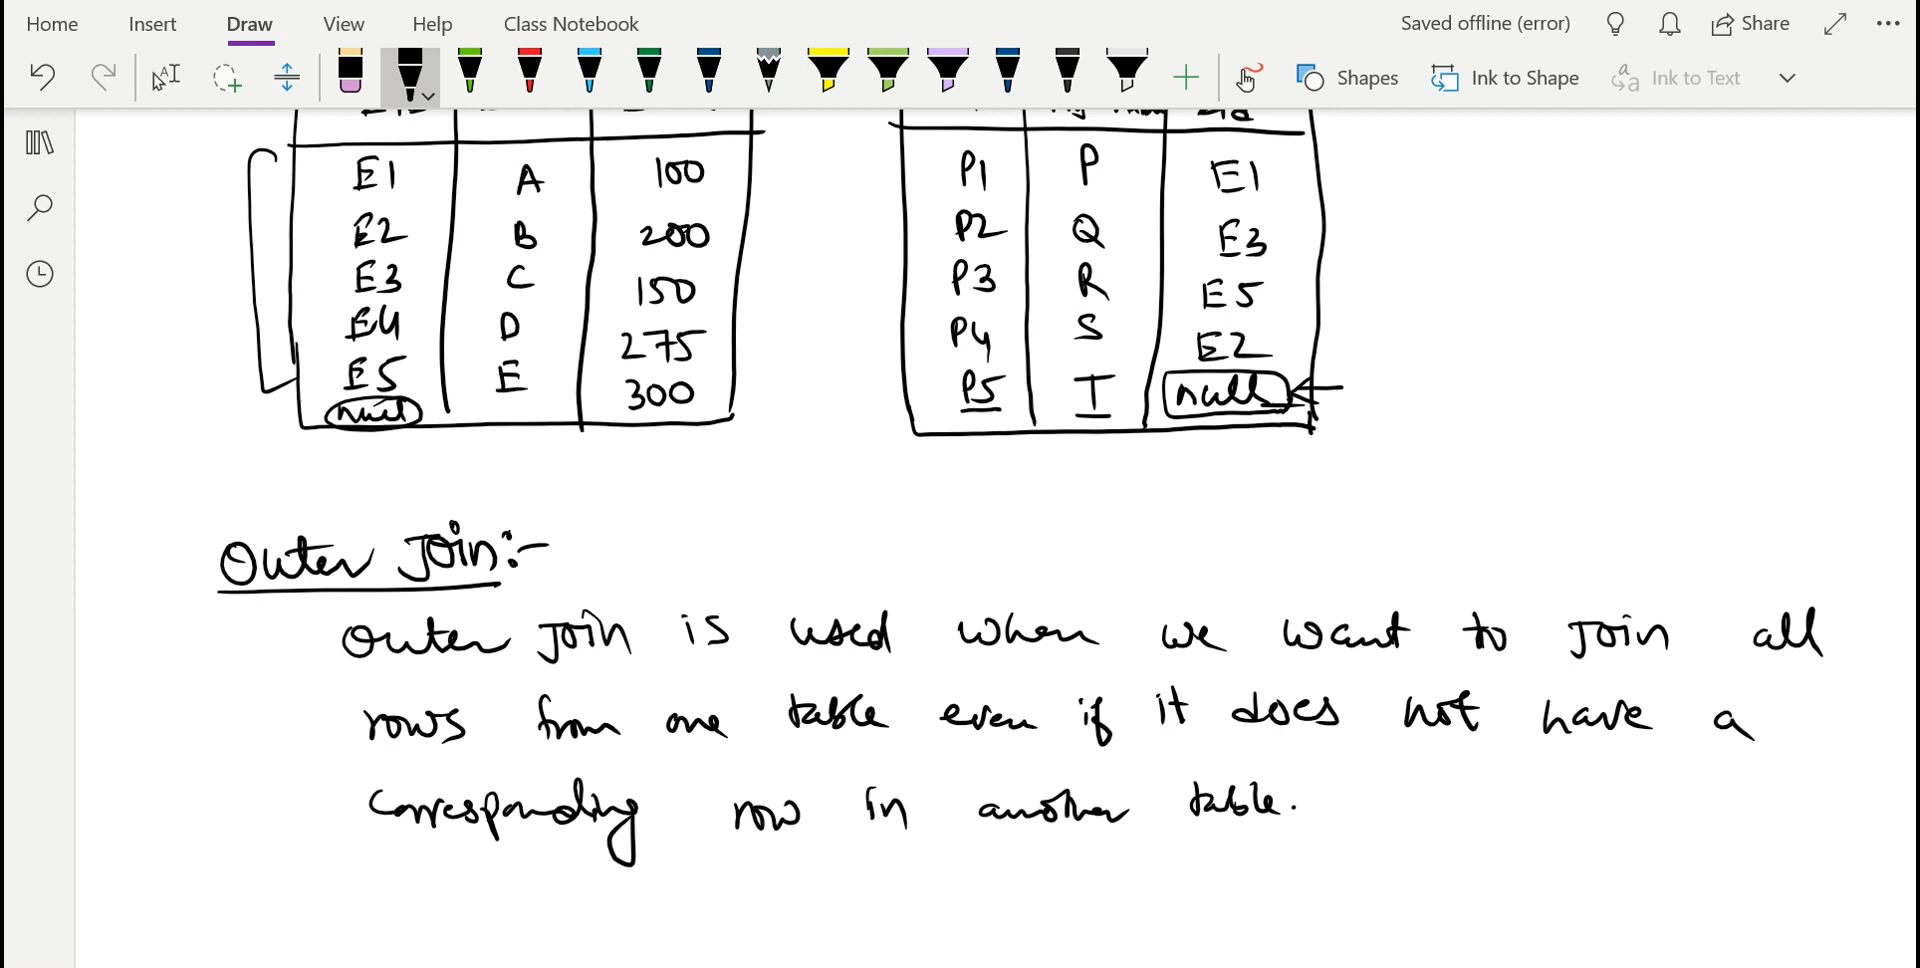 Home Insert Draw View Help Class Notebook Saved offline (error) Share
Shapes Ink to Shape Ink to Text
E1 A 100
E2 B 200
E3 C 150
E4 D 275
E5 E 300
null
Eid
P1 P E1
P2 Q E3
P3 R E5
P4 S E2
P5 T null
Outer Join:-
Outer Join is used when we want to Join all
rows from one table even if it does not have a
corresponding row in another table.